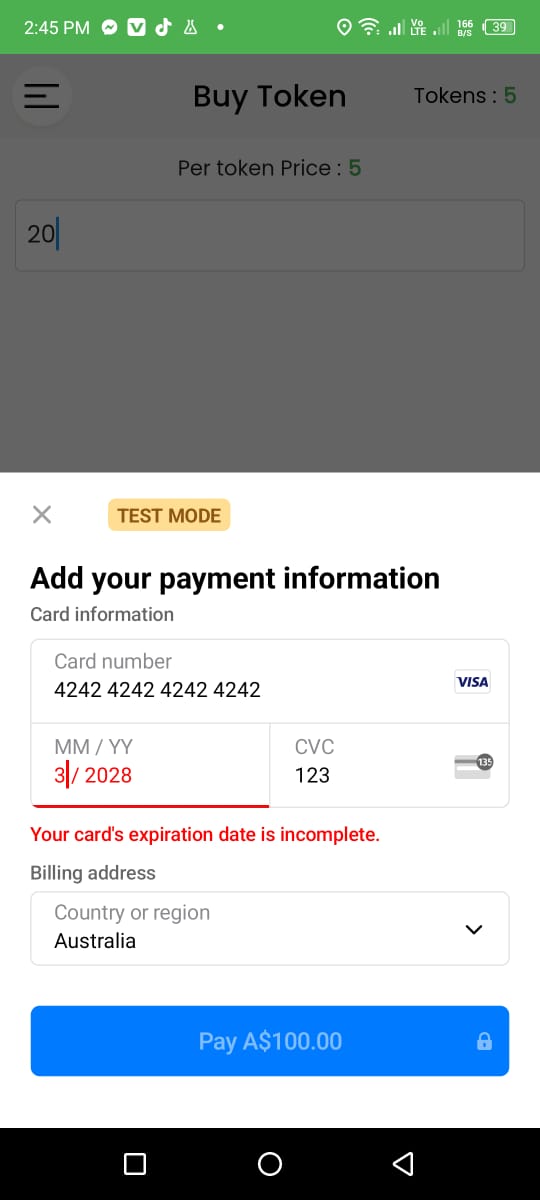 2:45 PM Vo LTE 166 B/S 39
Buy Token Tokens : 5
Per token Price : 5
20
TEST MODE
Add your payment information
Card information
Card number
4242 4242 4242 4242 VISA
MM / YY CVC
3 / 2028 123 135
Your card's expiration date is incomplete.
Billing address
Country or region
Australia
Pay A$100.00